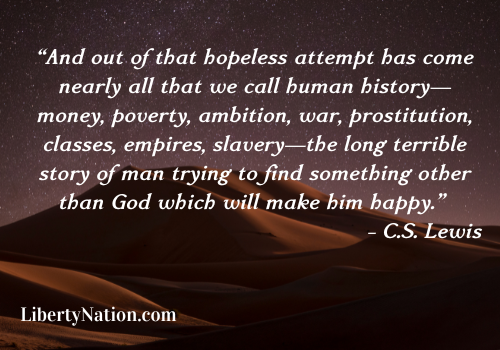 “And out of that hopeless attempt has come
nearly all that we call human history—
money, poverty, ambition, war, prostitution,
classes, empires, slavery—the long terrible
story of man trying to find something other
than God which will make him happy.”
- C.S. Lewis
LibertyNation.com